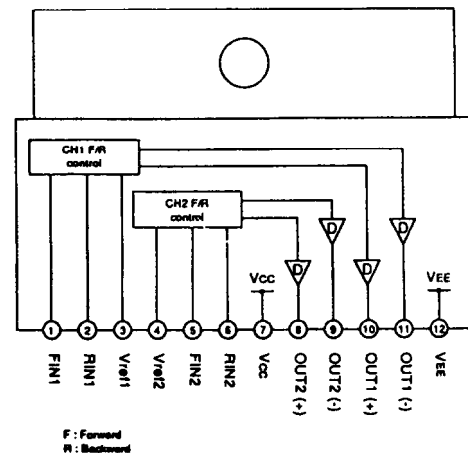 CH1 F/R
control
CH2 F/R
control
D
D
D
D
VCC
VEE
1 2 3 4 5 6 7 8 9 10 11 12
FIN1
RIN1
Vref1
Vref2
FIN2
RIN2
Vcc
OUT2 (+)
OUT2 (-)
OUT1 (+)
OUT1 (-)
VEE
F : Forward
R : Backward